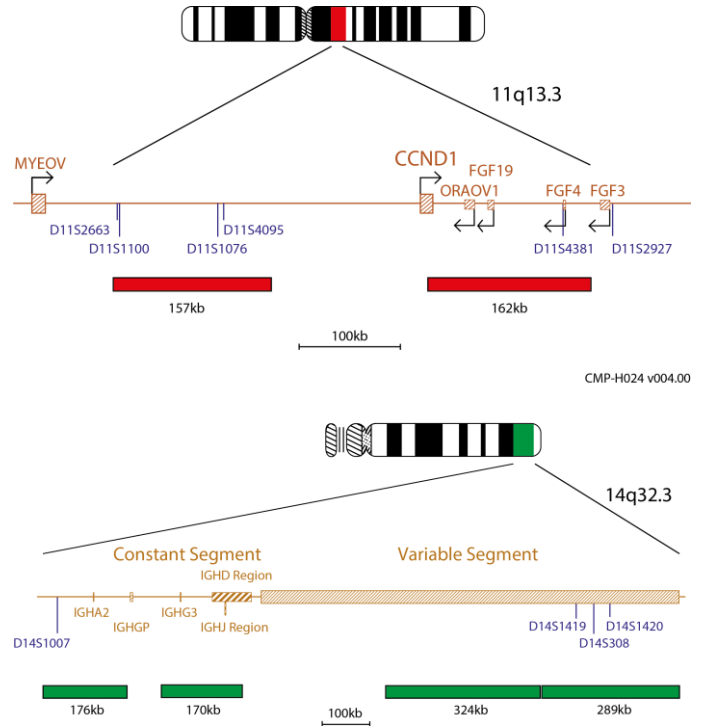 11q13.3
MYEOV
CCND1
FGF19
ORAOV1
FGF4
FGF3
D11S2663
D11S4095
D11S4381
D11S2927
D11S1100
D11S1076
157kb
162kb
100kb
CMP-H024 v004.00
14q32.3
Constant Segment
Variable Segment
IGHD Region
IGHA2
IGHG3
IGHGP
IGHJ Region
D14S1007
D14S1419
D14S1420
D14S308
176kb
170kb
324kb
289kb
100kb